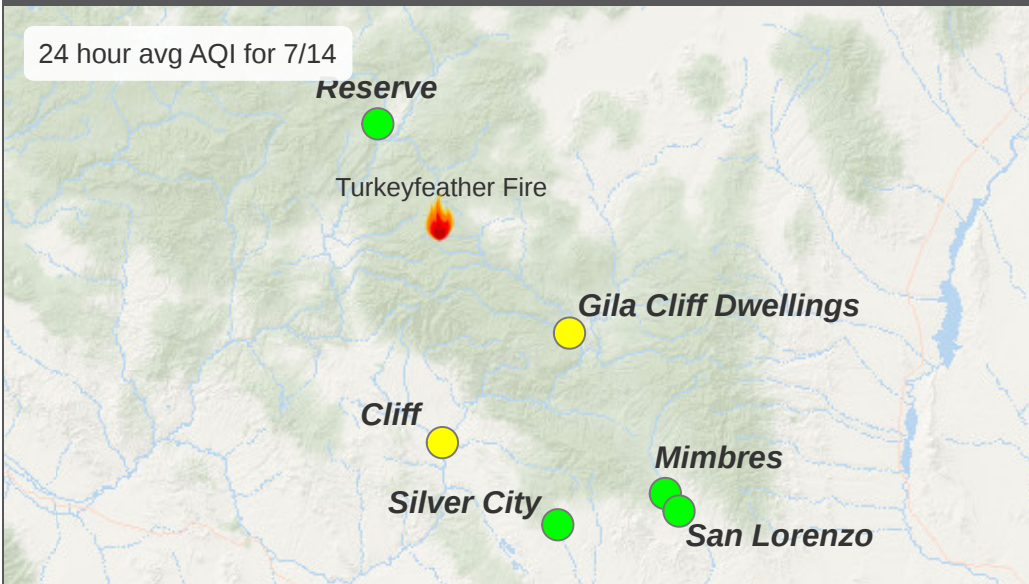 24 hour avg AQI for 7/14
Reserve
Turkeyfeather Fire
Gila Cliff Dwellings
Cliff
Mimbres
Silver City
San Lorenzo